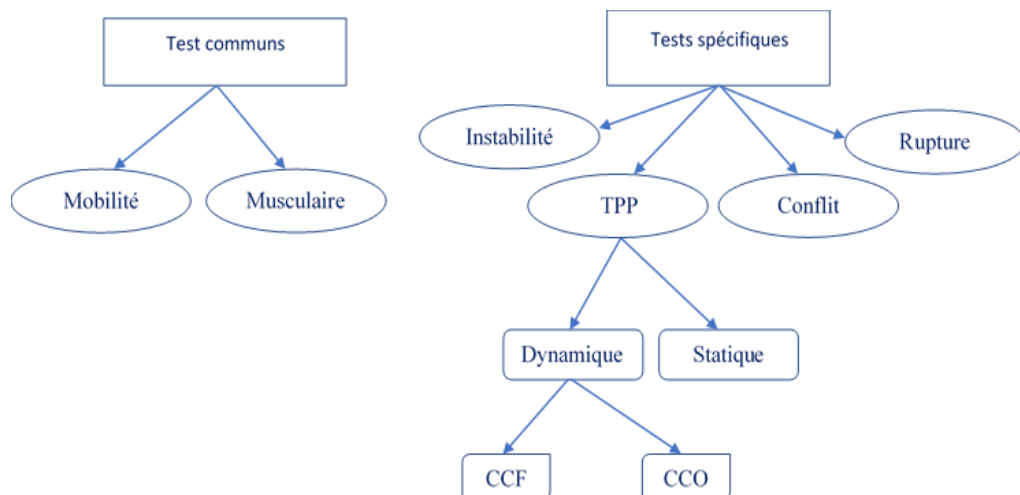 Test communs
Tests spécifiques
Instabilité
Rupture
Mobilité
Musculaire
TPP
Conflit
Dynamique
Statique
CCF
CCO